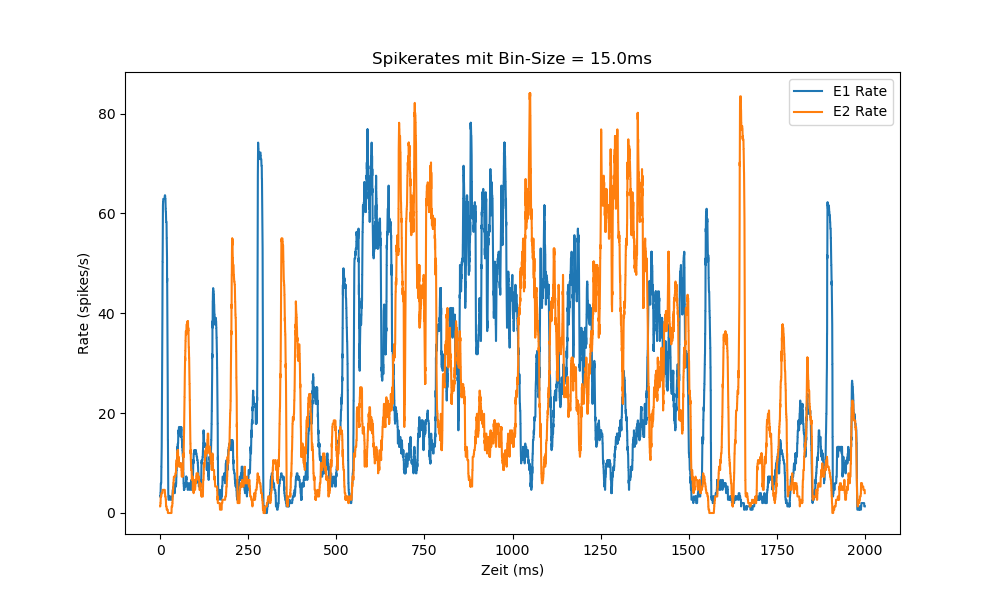 Spikerates mit Bin-Size = 15.0ms
E1 Rate
E2 Rate
Rate (spikes/s)
80
60
40
20
0
0 250 500 750 1000 1250 1500 1750 2000
Zeit (ms)